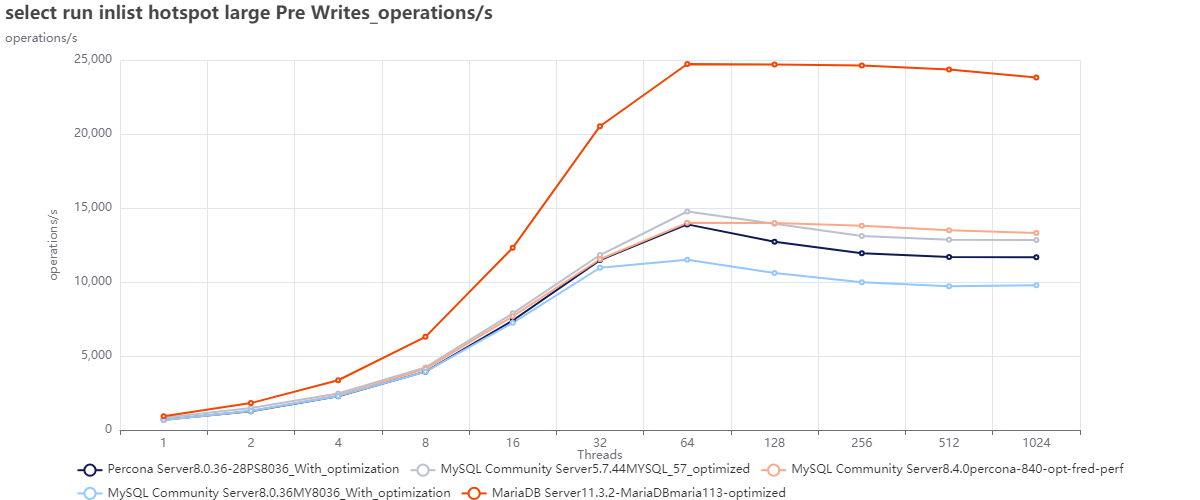 select run inlist hotspot large Pre Writes_operations/s
operations/s
25,000
20,000
15,000
10,000
5,000
0
operations/s
1 2 4 8 16 32 64 128 256 512 1024
Threads
Percona Server8.0.36-28PS8036_With_optimization MySQL Community Server5.7.44MYSQL_57_optimized MySQL Community Server8.4.0percona-840-opt-fred-perf
MySQL Community Server8.0.36MY8036_With_optimization MariaDB Server11.3.2-MariaDBmaria113-optimized